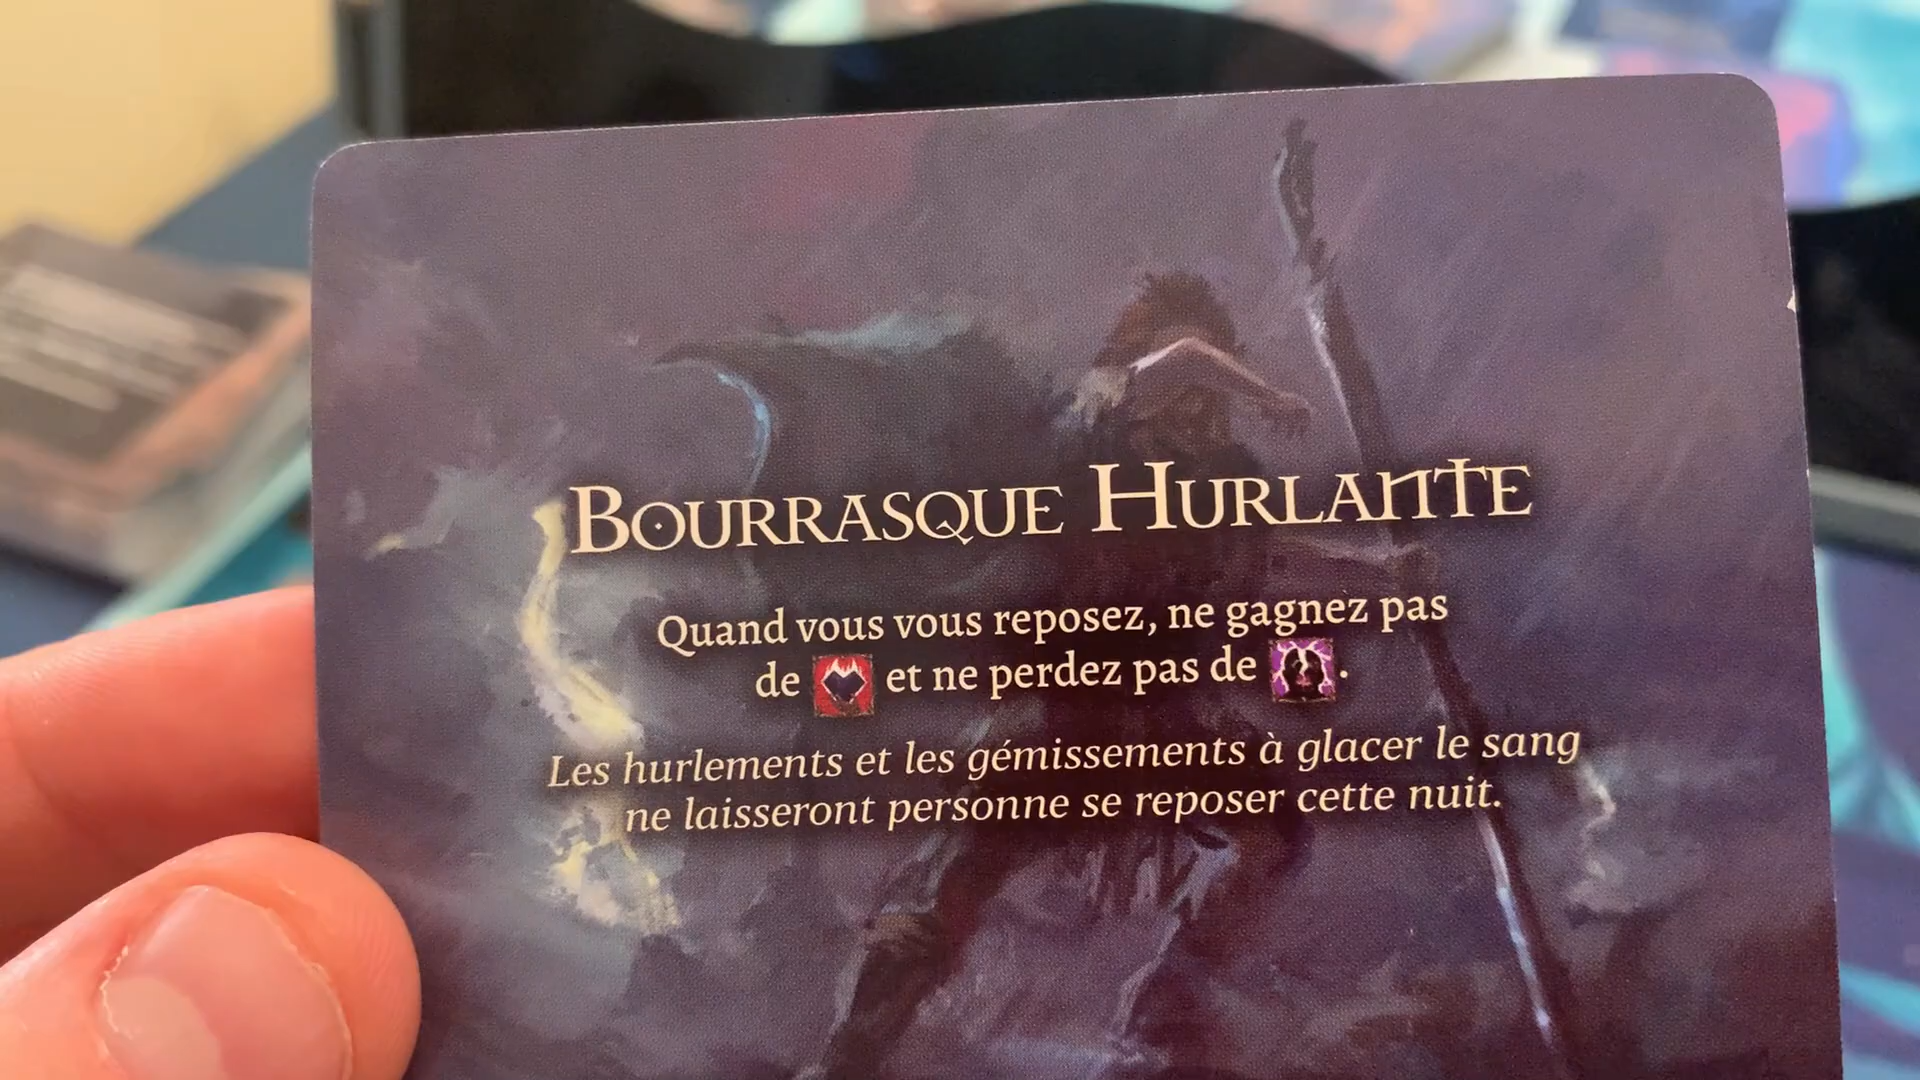 Bourrasque Hurlante
Quand vous vous reposez, ne gagnez pas
de et ne perdez pas de .
Les hurlements et les gémissements à glacer le sang
ne laisseront personne se reposer cette nuit.